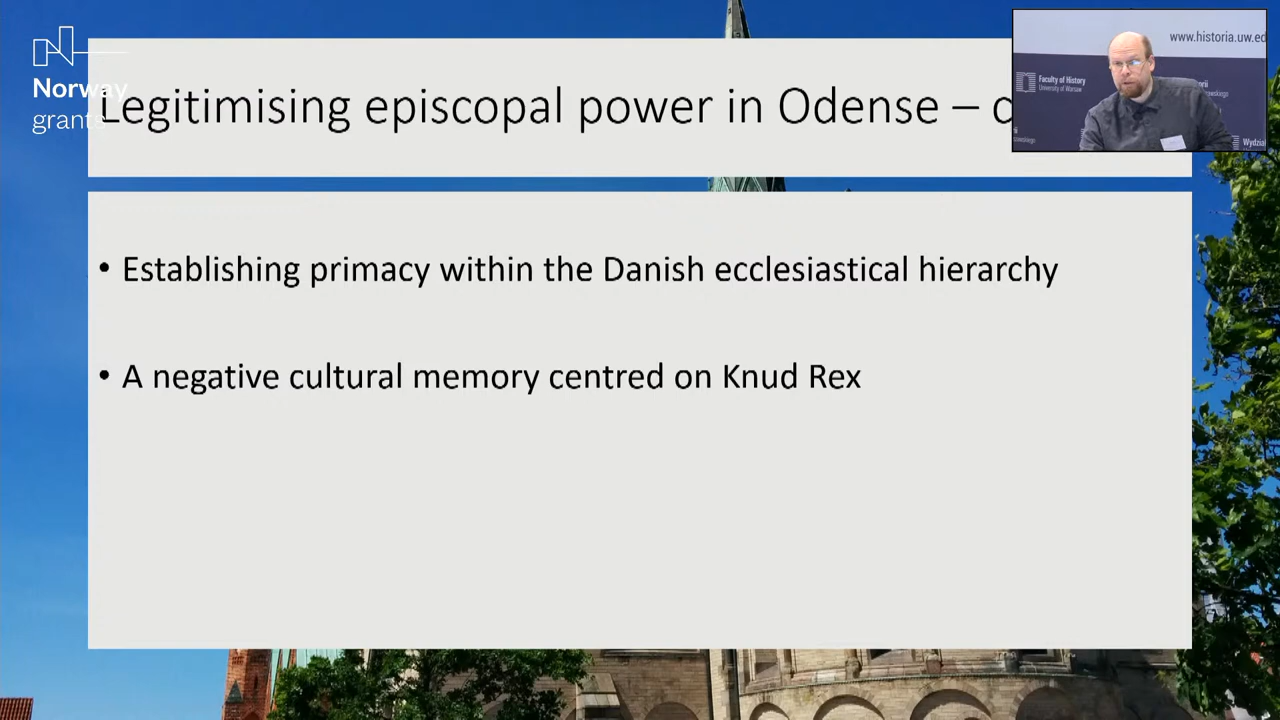 Norway
grants
Legitimising episcopal power in Odense –
• Establishing primacy within the Danish ecclesiastical hierarchy
• A negative cultural memory centred on Knud Rex
www.historia.uw.ed
Faculty of History
University of Warsaw
Wydzia